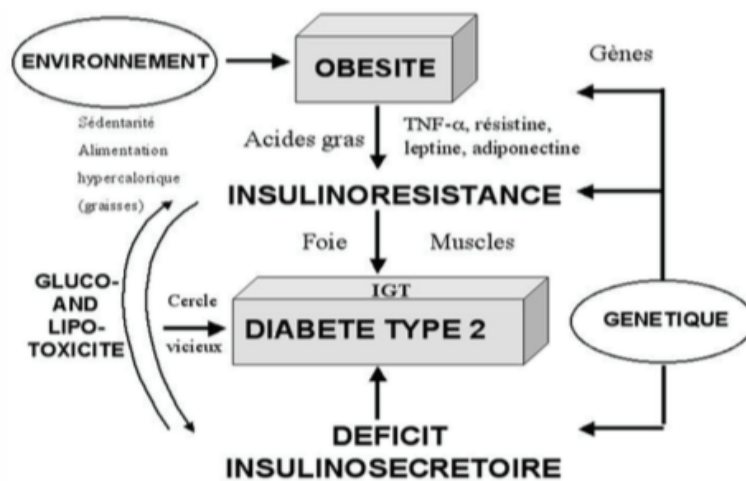 ENVIRONNEMENT
OBESITE
Gènes
Sédentarité
Alimentation
hypercalorique
(graisses)
Acides gras
TNF-α, résistine,
leptine, adiponectine
INSULINORESISTANCE
Foie
Muscles
GLUCO-
AND
LIPO-
TOXICITE
Cercle
vicieux
IGT
DIABETE TYPE 2
GENETIQUE
DEFICIT
INSULINOSECRETOIRE